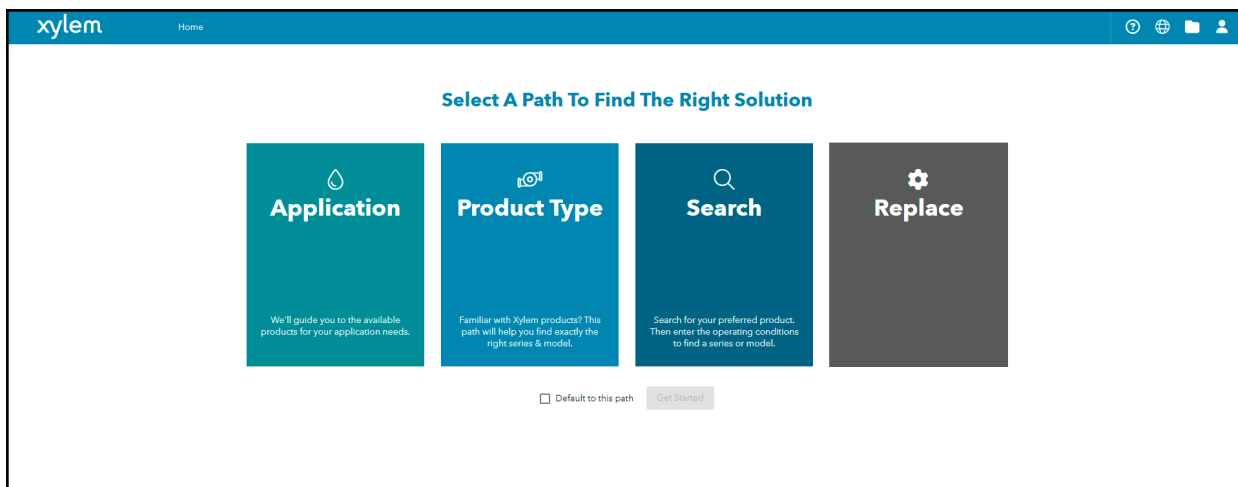 xylem
Home
Select A Path To Find The Right Solution
Application
We'll guide you to the available
products for your application needs.
Product Type
Familiar with Xylem products? This
path will help you find exactly the
right series & model.
Search
Search for your preferred product.
Then enter the operating conditions
to find a series or model.
Replace
Default to this path
Get Started